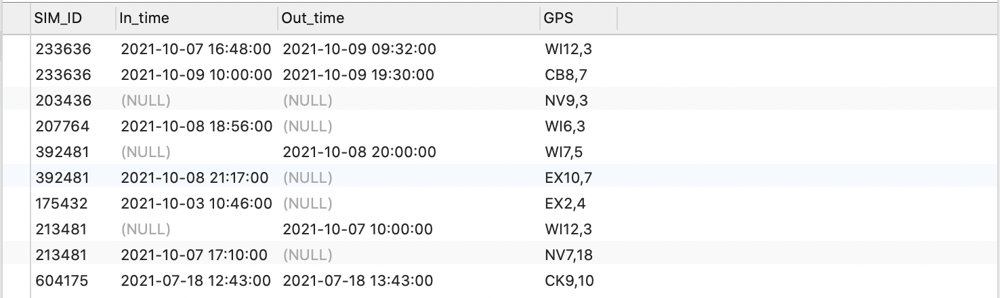 SIM_ID In_time Out_time GPS
233636 2021-10-07 16:48:00 2021-10-09 09:32:00 WI12,3
233636 2021-10-09 10:00:00 2021-10-09 19:30:00 CB8,7
203436 (NULL) (NULL) NV9,3
207764 2021-10-08 18:56:00 (NULL) WI6,3
392481 (NULL) 2021-10-08 20:00:00 WI7,5
392481 2021-10-08 21:17:00 (NULL) EX10,7
175432 2021-10-03 10:46:00 (NULL) EX2,4
213481 (NULL) 2021-10-07 10:00:00 WI12,3
213481 2021-10-07 17:10:00 (NULL) NV7,18
604175 2021-07-18 12:43:00 2021-07-18 13:43:00 CK9,10